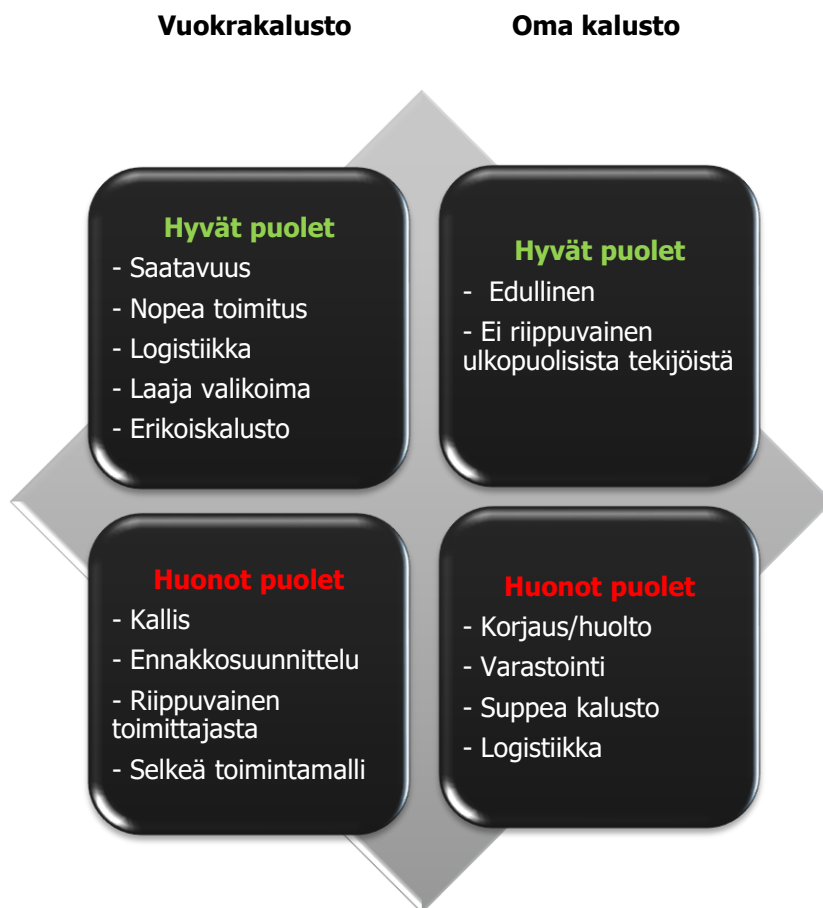 Vuokrakalusto
Oma kalusto
Hyvät puolet
- Saatavuus
- Nopea toimitus
- Logistiikka
- Laaja valikoima
- Erikoiskalusto
Hyvät puolet
- Edullinen
- Ei riippuvainen
ulkopuolisista tekijöistä
Huonot puolet
- Kallis
- Ennakkosuunnittelu
- Riippuvainen
toimittajasta
- Selkeä toimintamalli
Huonot puolet
- Korjaus/huolto
- Varastointi
- Suppea kalusto
- Logistiikka